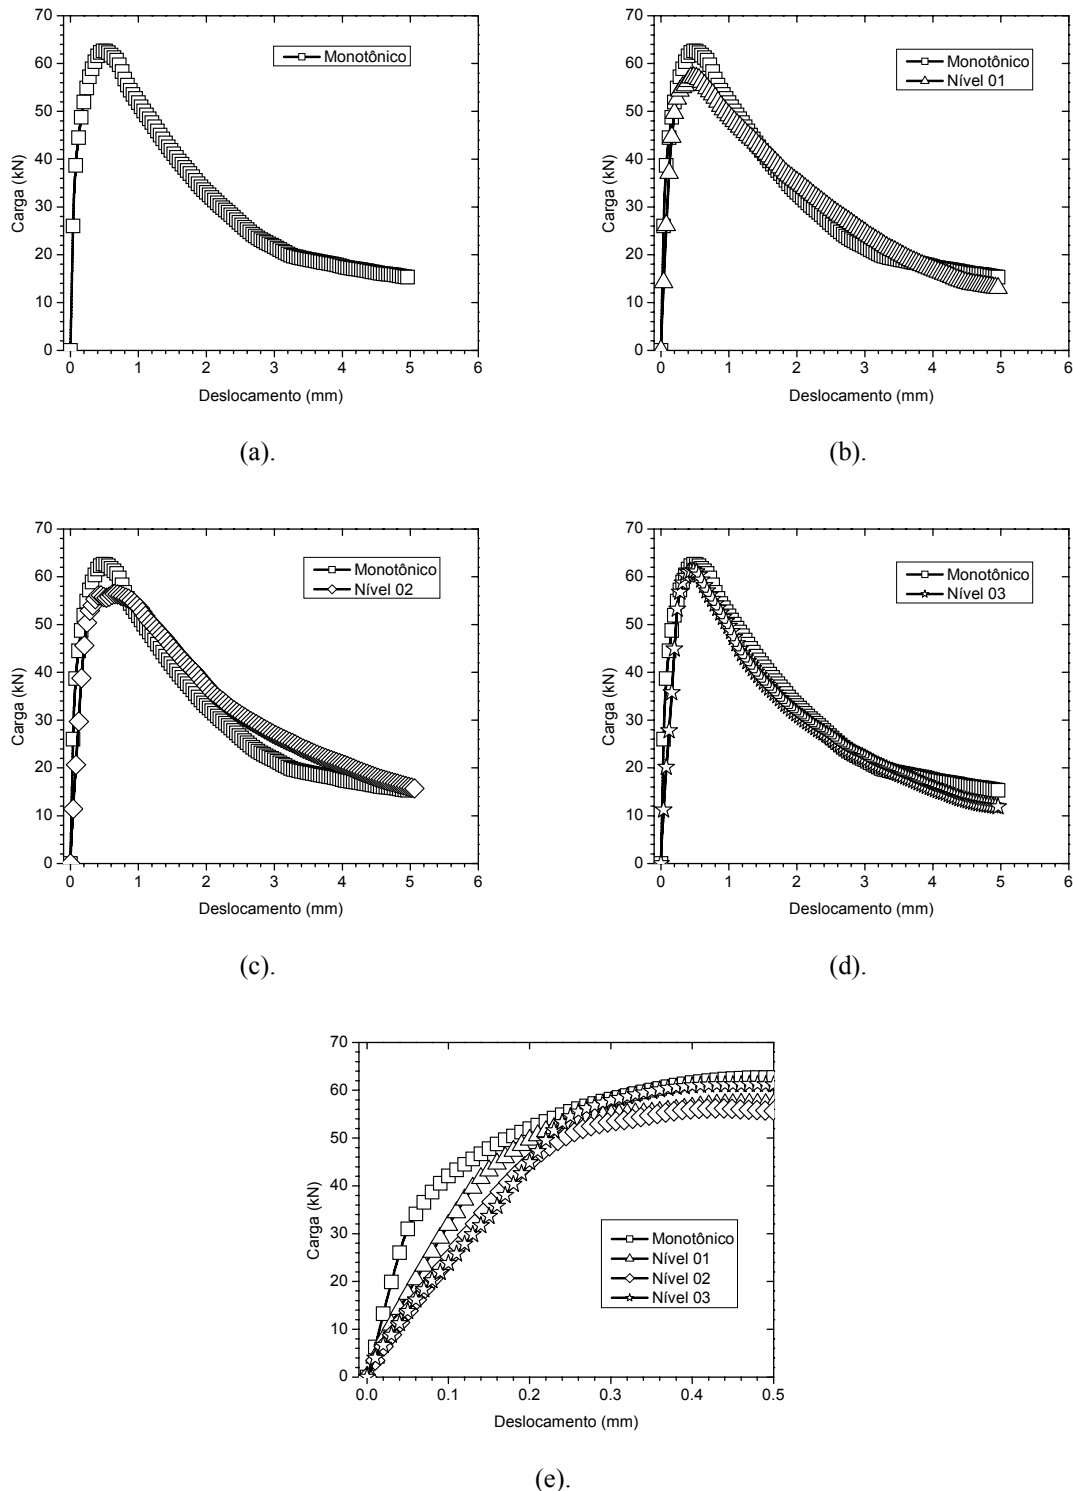 70
60
50
40
30
20
10
0
Carga (kN)
Monotônico
0 1 2 3 4 5 6
Deslocamento (mm)
(a).
70
60
50
40
30
20
10
0
Carga (kN)
Monotônico
Nível 01
0 1 2 3 4 5 6
Deslocamento (mm)
(b).
70
60
50
40
30
20
10
0
Carga (kN)
Monotônico
Nível 02
0 1 2 3 4 5 6
Deslocamento (mm)
(c).
70
60
50
40
30
20
10
0
Carga (kN)
Monotônico
Nível 03
0 1 2 3 4 5 6
Deslocamento (mm)
(d).
70
60
50
40
30
20
10
0
Carga (kN)
Monotônico
Nível 01
Nível 02
Nível 03
0.0 0.1 0.2 0.3 0.4 0.5
Deslocamento (mm)
(e).